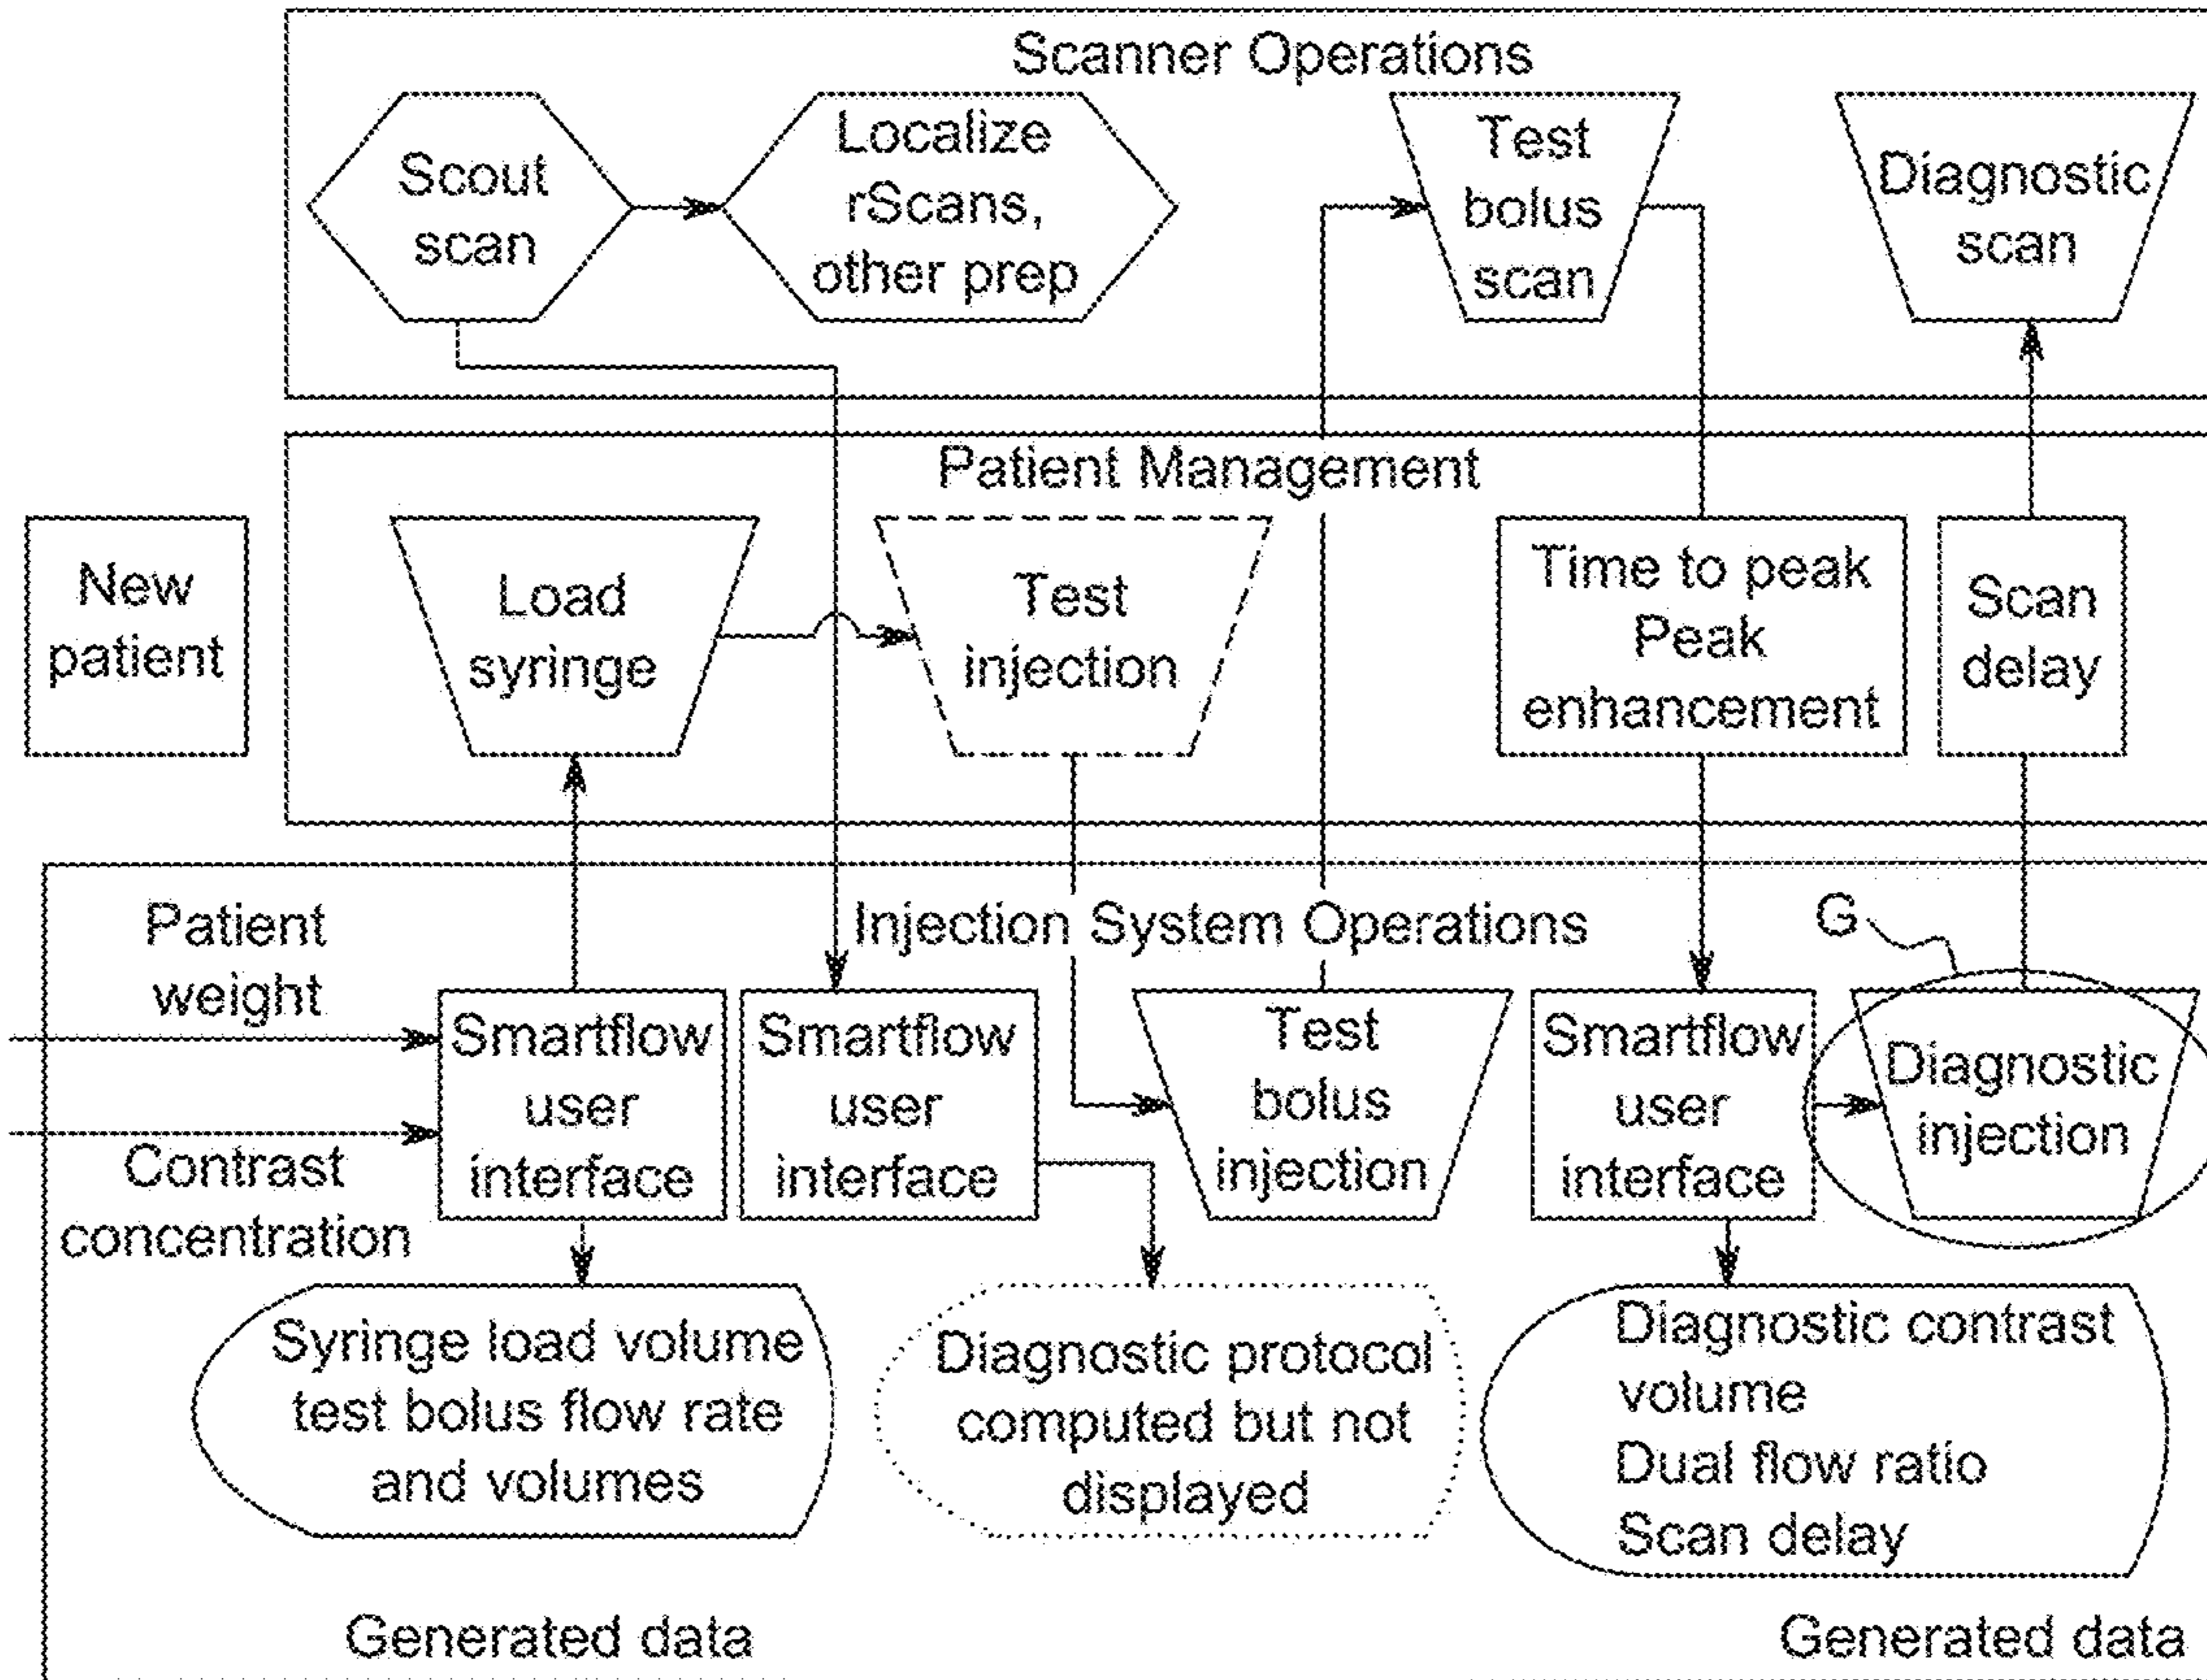 Scanner Operations
Scout
scan
Localize
rScans,
other prep
Test
bolus
scan
Diagnostic
scan
Patient Management
New
patient
Load
syringe
Test
injection
Time to peak
Peak
enhancement
Scan
delay
Injection System Operations
G
Patient
weight
Contrast
concentration
Smartflow
user
interface
Smartflow
user
interface
Test
bolus
injection
Smartflow
user
interface
Diagnostic
injection
Syringe load volume
test bolus flow rate
and volumes
Diagnostic protocol
computed but not
displayed
Diagnostic contrast
volume
Dual flow ratio
Scan delay
Generated data
Generated data